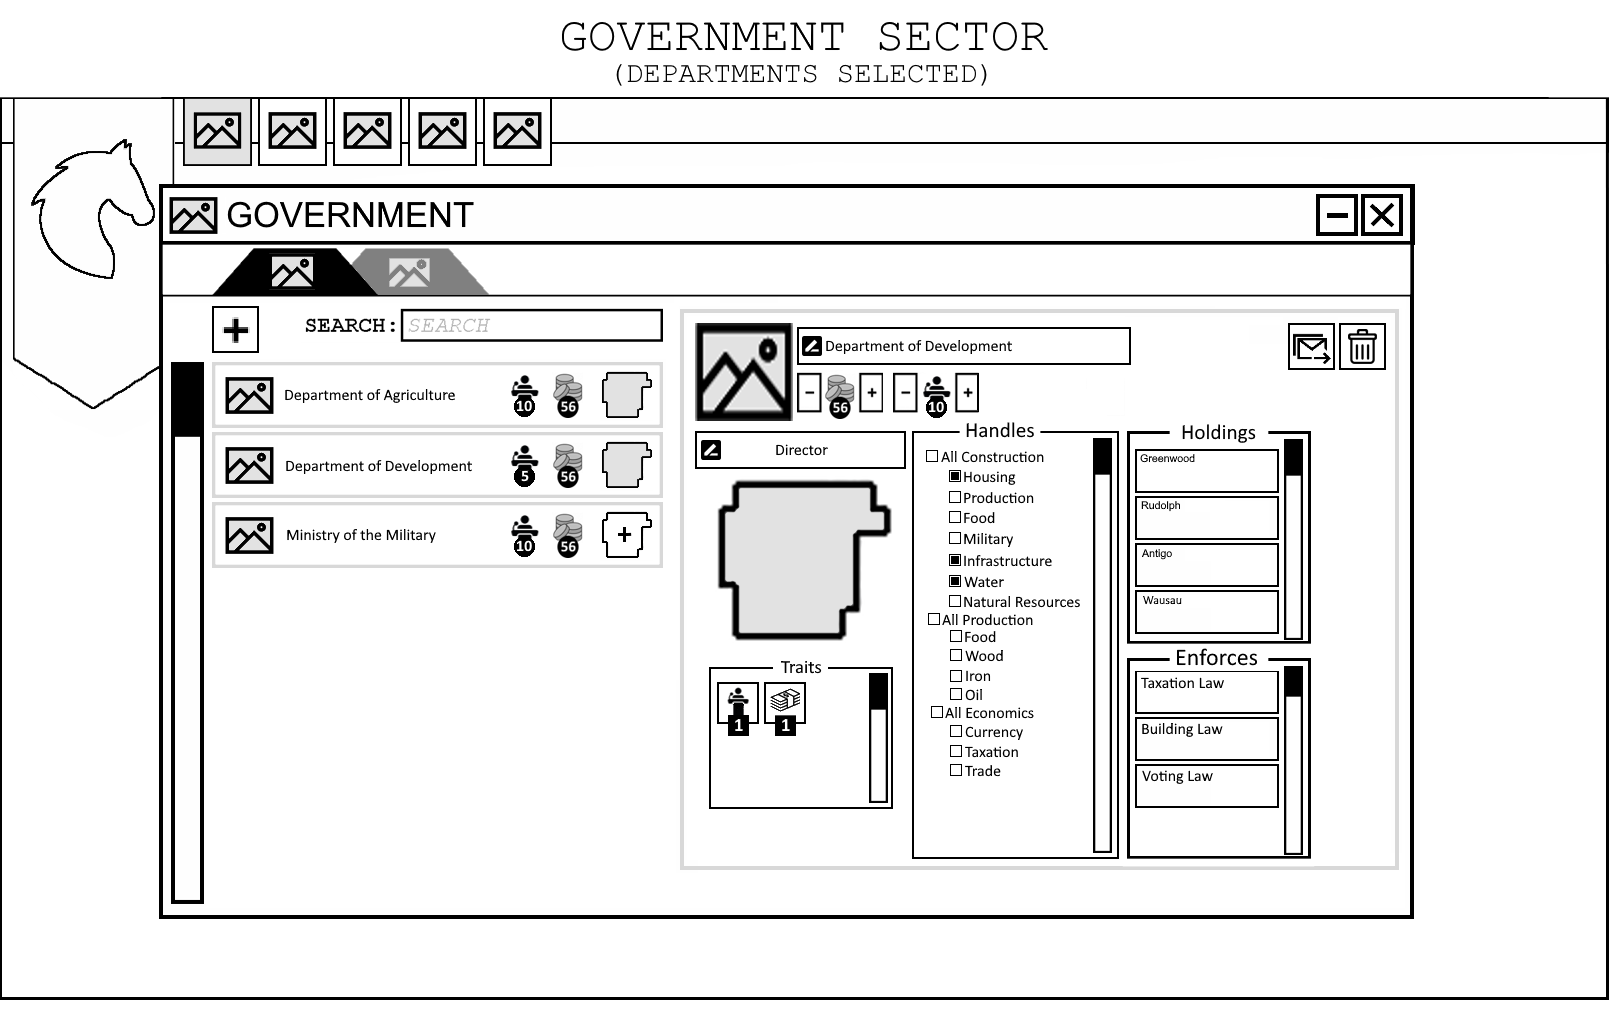 GOVERNMENT SECTOR
(DEPARTMENTS SELECTED)
GOVERNMENT
SEARCH: SEARCH
Department of Agriculture 10 56
Department of Development 5 56
Ministry of the Military 10 56
Department of Development
56 10
Director
Traits
1 1
Handles
All Construction
Housing
Production
Food
Military
Infrastructure
Water
Natural Resources
All Production
Food
Wood
Iron
Oil
All Economics
Currency
Taxation
Trade
Holdings
Greenwood
Rudolph
Antigo
Wausau
Enforces
Taxation Law
Building Law
Voting Law